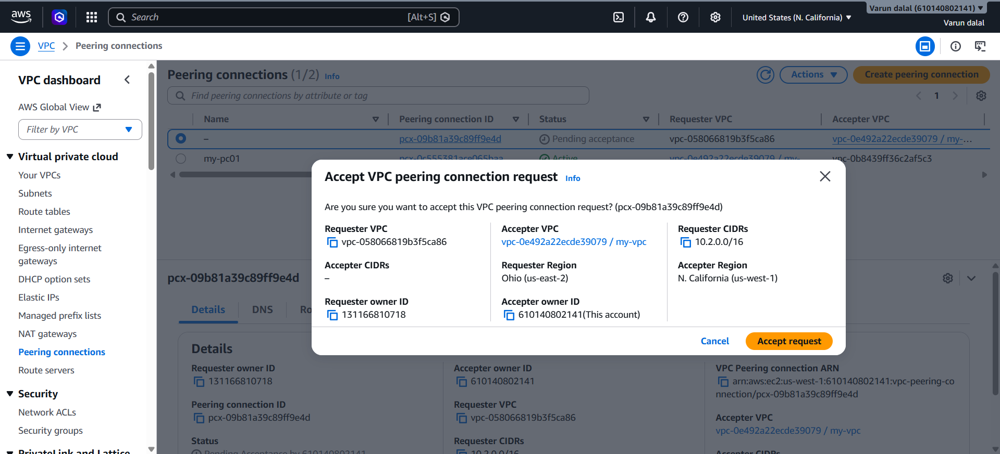 aws
Search [Alt+S]
United States (N. California)
Varun dalal (610140802141)
Varun dalal
VPC
Peering connections
VPC dashboard
AWS Global View
Filter by VPC
Virtual private cloud
Your VPCs
Subnets
Route tables
Internet gateways
Egress-only internet
gateways
DHCP option sets
Elastic IPs
Managed prefix lists
NAT gateways
Peering connections
Route servers
Security
Network ACLs
Security groups
PrivateLink and Lattice
Peering connections (1/2) Info
Actions
Create peering connection
Find peering connections by attribute or tag
1
Name Peering connection ID Status Requester VPC Accepter VPC
– pcx-09b81a39c89ff9e4d Pending acceptance vpc-058066819b3f5ca86 vpc-0e492a22ecde39079 / my-...
my-pc01 pcx-0c555381ace065baa Active vpc-0e492a22ecde39079 / my- vpc-0b8439ff36c2af5c3
Accept VPC peering connection request Info
Are you sure you want to accept this VPC peering connection request? (pcx-09b81a39c89ff9e4d)
Requester VPC
vpc-058066819b3f5ca86
Accepter VPC
vpc-0e492a22ecde39079 / my-vpc
Requester CIDRs
10.2.0.0/16
Accepter CIDRs
–
Requester Region
Ohio (us-east-2)
Accepter Region
N. California (us-west-1)
Requester owner ID
131166810718
Accepter owner ID
610140802141(This account)
Cancel
Accept request
pcx-09b81a39c89ff9e4d
Details DNS Ro
Details
Requester owner ID
131166810718
Accepter owner ID
610140802141
VPC Peering connection ARN
arn:aws:ec2:us-west-1:610140802141:vpc-peering-co
nnection/pcx-09b81a39c89ff9e4d
Peering connection ID
pcx-09b81a39c89ff9e4d
Requester VPC
vpc-058066819b3f5ca86
Accepter VPC
vpc-0e492a22ecde39079 / my-vpc
Status
Pending Acceptance by 610140802141
Requester CIDRs
10.2.0.0/16
Accepter CIDRs